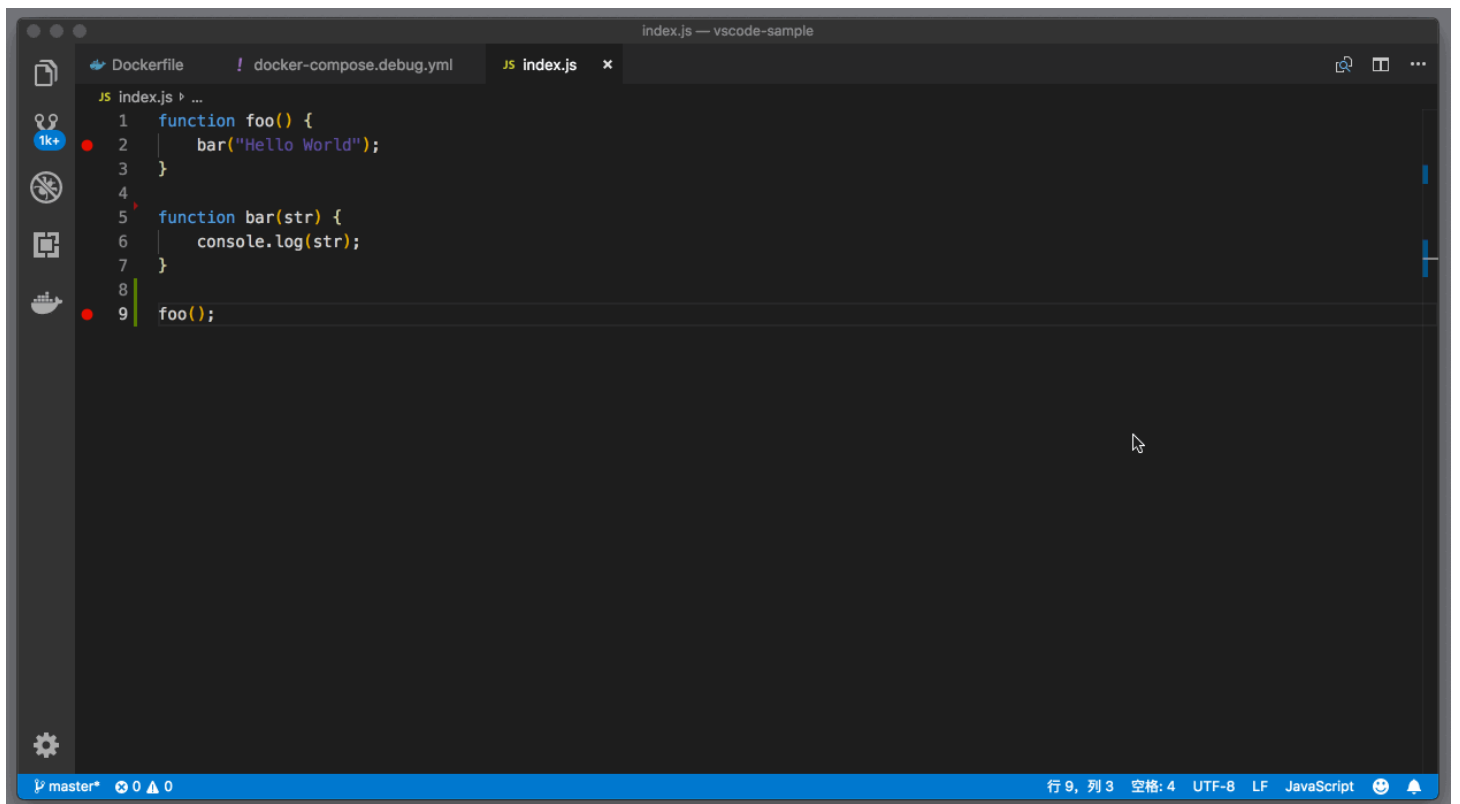 index.js — vscode-sample
Dockerfile ! docker-compose.debug.yml JS index.js ×
JS index.js ▹ ...
1k+
1 function foo() {
2     bar("Hello World");
3 }
4
5 function bar(str) {
6     console.log(str);
7 }
8
9 foo();
master* 0 0 行 9，列 3 空格: 4 UTF-8 LF JavaScript